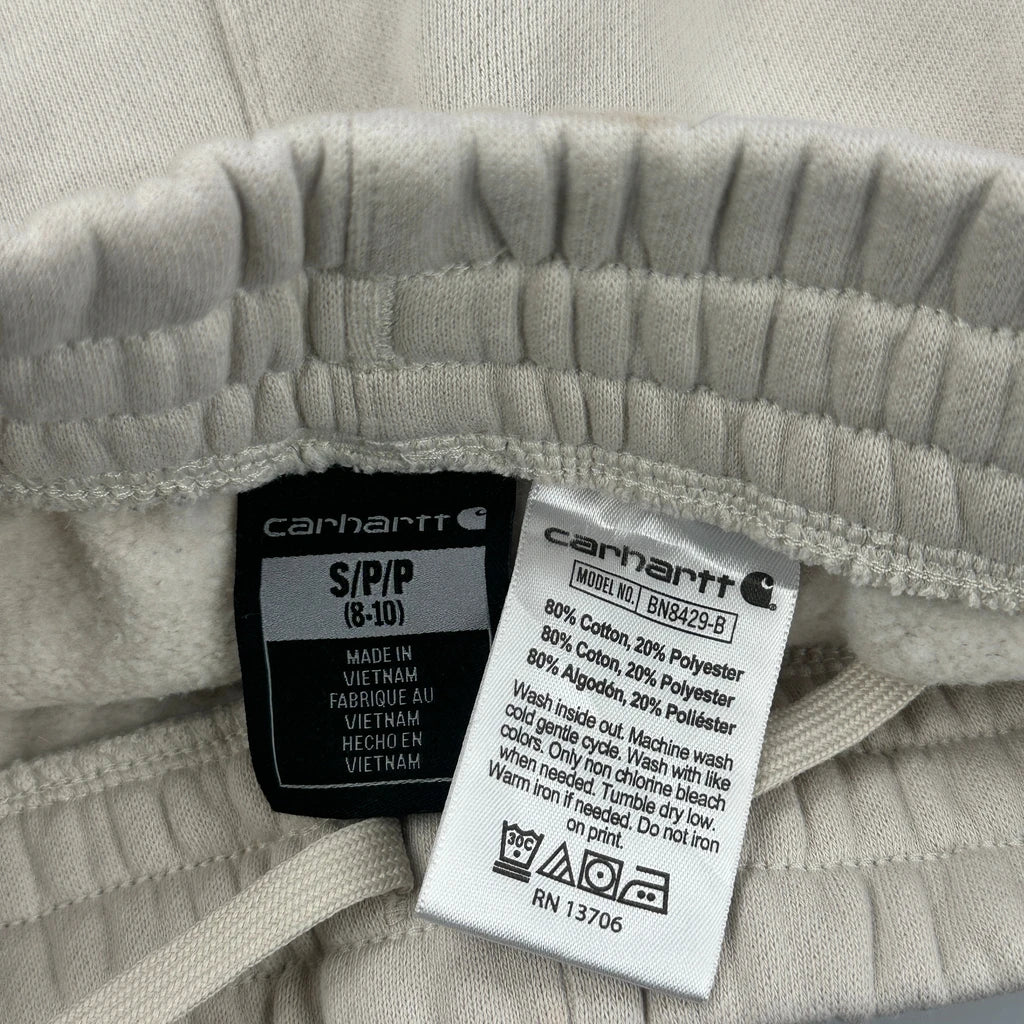 carhartt
S/P/P
(8-10)
MADE IN
VIETNAM
FABRIQUE AU
VIETNAM
HECHO EN
VIETNAM
carhartt
MODEL NO. BN8429-B
80% Cotton, 20% Polyester
80% Coton, 20% Polyester
80% Algodón, 20% Poliéster
Wash inside out. Machine wash
cold gentle cycle. Wash with like
colors. Only non chlorine bleach
when needed. Tumble dry low.
Warm iron if needed. Do not iron
on print.
30C
RN 13706